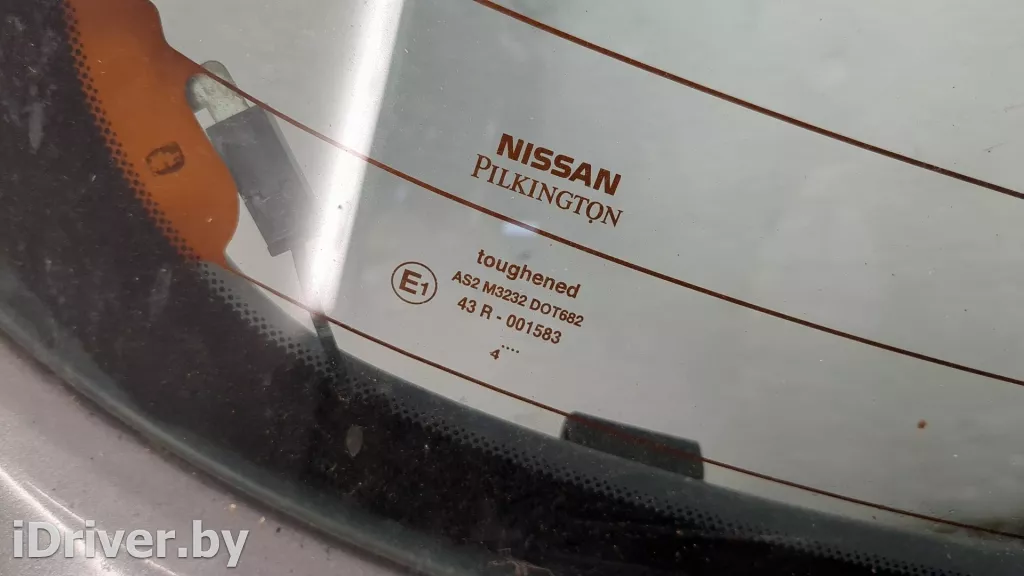 NISSAN
PILKINGTON
toughened
E1
AS2 M3232 DOT682
43 R - 001583
....
4
iDriver.by